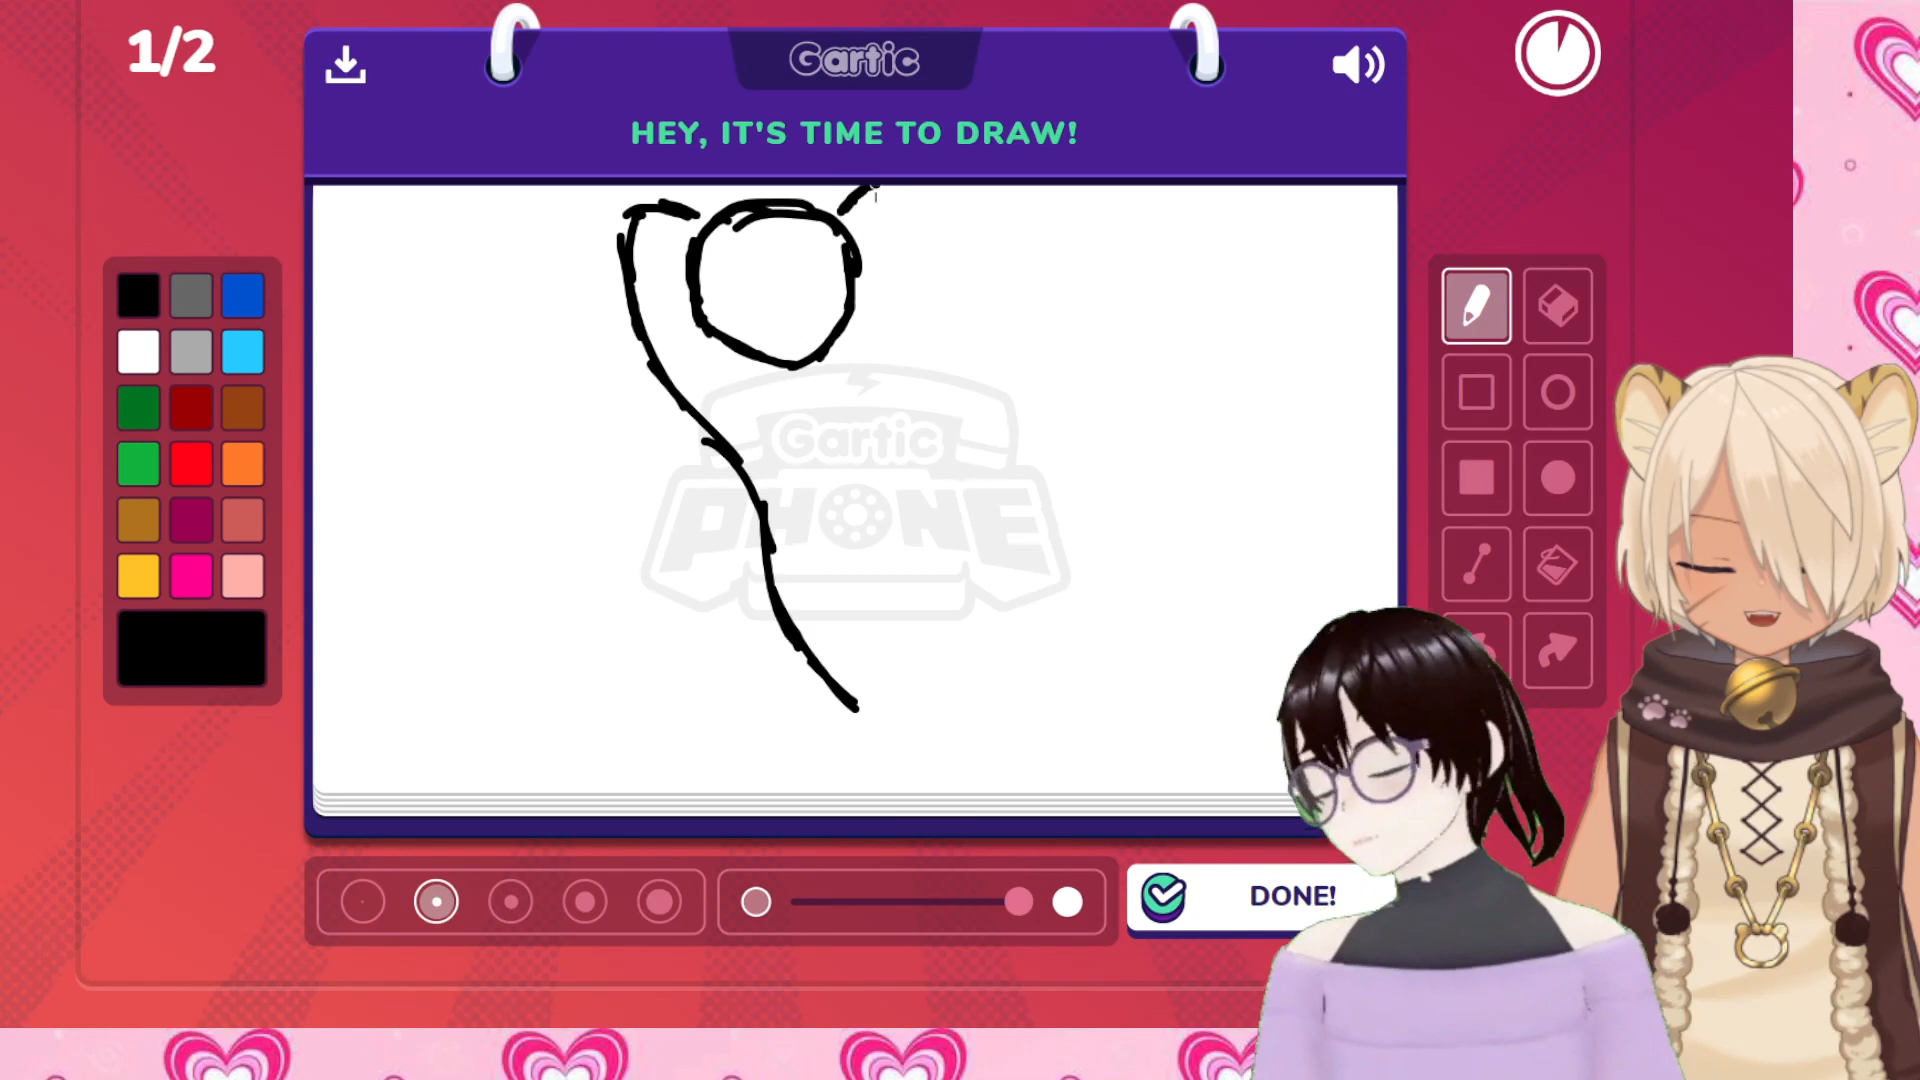 1/2
Gartic
HEY, IT'S TIME TO DRAW!
Gartic
PHONE
DONE!